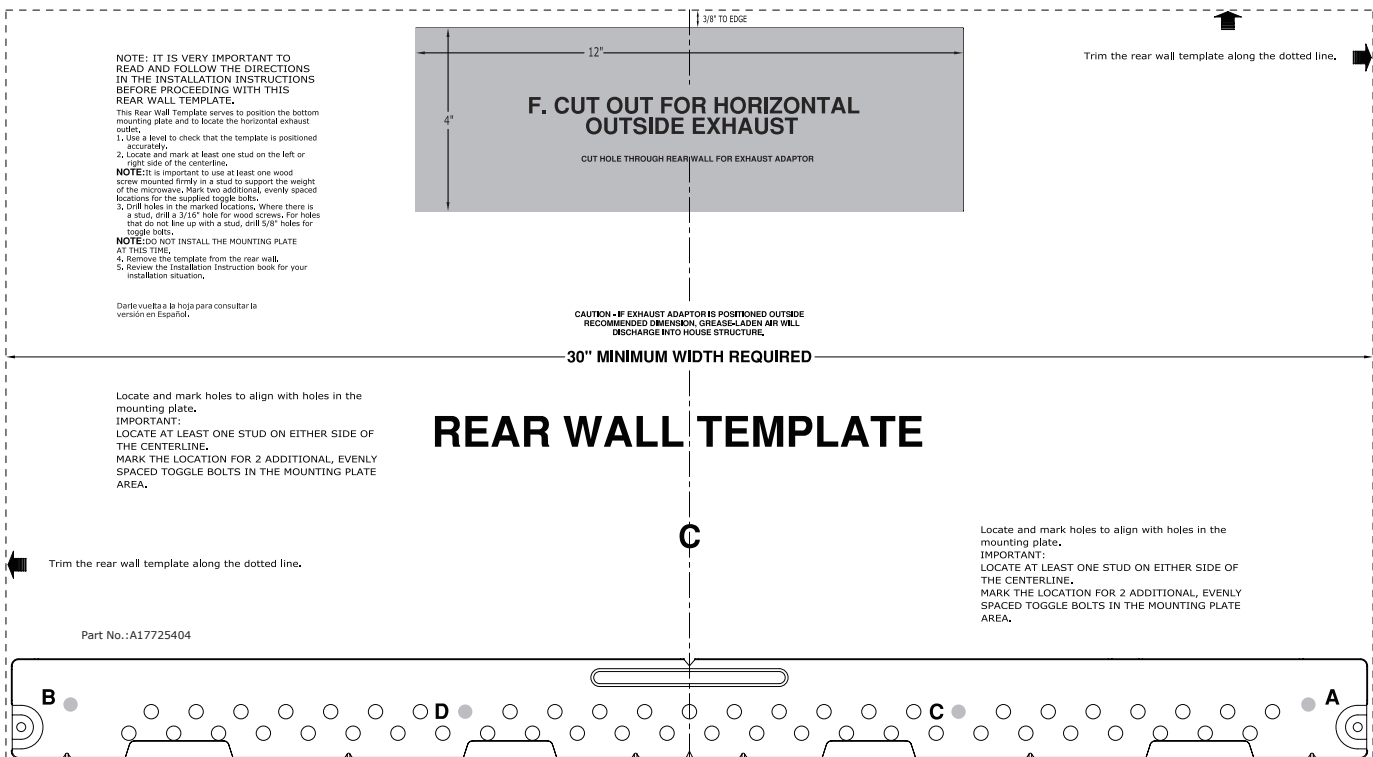 3/8" TO EDGE
12"
4"
F. CUT OUT FOR HORIZONTAL
OUTSIDE EXHAUST
CUT HOLE THROUGH REAR WALL FOR EXHAUST ADAPTOR
Trim the rear wall template along the dotted line.
NOTE: IT IS VERY IMPORTANT TO
READ AND FOLLOW THE DIRECTIONS
IN THE INSTALLATION INSTRUCTIONS
BEFORE PROCEEDING WITH THIS
REAR WALL TEMPLATE.
This Rear Wall Template serves to position the bottom
mounting plate and to locate the horizontal exhaust
outlet.
1. Use a level to check that the template is positioned
accurately.
2. Locate and mark at least one stud on the left or
right side of the centerline.
NOTE:It is important to use at least one wood
screw mounted firmly in a stud to support the weight
of the microwave. Mark two additional, evenly spaced
locations for the supplied toggle bolts.
3. Drill holes in the marked locations. Where there is
a stud, drill a 3/16" hole for wood screws. For holes
that do not line up with a stud, drill 5/8" holes for
toggle bolts.
NOTE:DO NOT INSTALL THE MOUNTING PLATE
AT THIS TIME.
4. Remove the template from the rear wall.
5. Review the Installation Instruction book for your
installation situation.
Darle vuelta a la hoja para consultar la
versión en Español.
CAUTION - IF EXHAUST ADAPTOR IS POSITIONED OUTSIDE
RECOMMENDED DIMENSION, GREASE-LADEN AIR WILL
DISCHARGE INTO HOUSE STRUCTURE.
30" MINIMUM WIDTH REQUIRED
Locate and mark holes to align with holes in the
mounting plate.
IMPORTANT:
LOCATE AT LEAST ONE STUD ON EITHER SIDE OF
THE CENTERLINE.
MARK THE LOCATION FOR 2 ADDITIONAL, EVENLY
SPACED TOGGLE BOLTS IN THE MOUNTING PLATE
AREA.
REAR WALL TEMPLATE
C
Locate and mark holes to align with holes in the
mounting plate.
IMPORTANT:
LOCATE AT LEAST ONE STUD ON EITHER SIDE OF
THE CENTERLINE.
MARK THE LOCATION FOR 2 ADDITIONAL, EVENLY
SPACED TOGGLE BOLTS IN THE MOUNTING PLATE
AREA.
Trim the rear wall template along the dotted line.
Part No.:A17725404
B
D
C
A